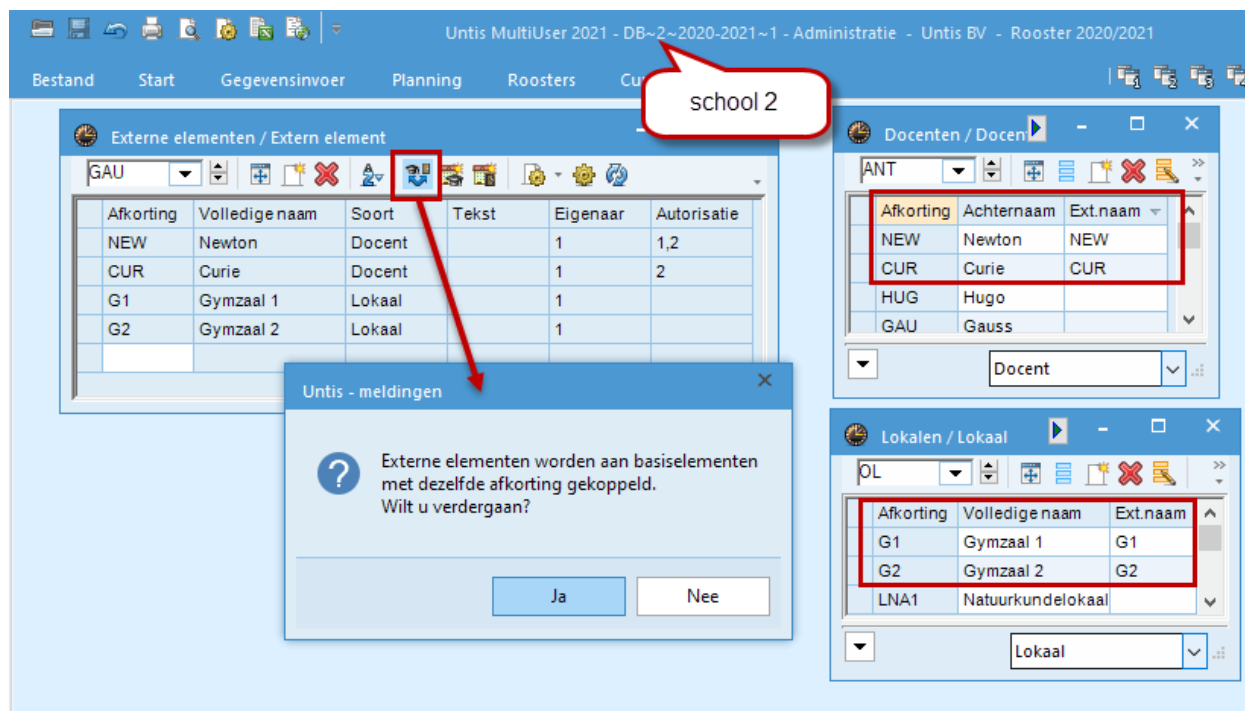 Untis MultiUser 2021 - DB~2~2020-2021~1 - Administratie - Untis BV - Rooster 2020/2021
Bestand Start Gegevensinvoer Planning Roosters
school 2
Externe elementen / Extern element
GAU
Afkorting Volledige naam Soort Tekst Eigenaar Autorisatie
NEW Newton Docent 1 1,2
CUR Curie Docent 1 2
G1 Gymzaal 1 Lokaal 1
G2 Gymzaal 2 Lokaal 1
Untis - meldingen
Externe elementen worden aan basiselementen
met dezelfde afkorting gekoppeld.
Wilt u verdergaan?
Ja Nee
Docenten / Docent
ANT
Afkorting Achternaam Ext.naam
NEW Newton NEW
CUR Curie CUR
HUG Hugo
GAU Gauss
Docent
Lokalen / Lokaal
OL
Afkorting Volledige naam Ext.naam
G1 Gymzaal 1 G1
G2 Gymzaal 2 G2
LNA1 Natuurkundelokaal
Lokaal